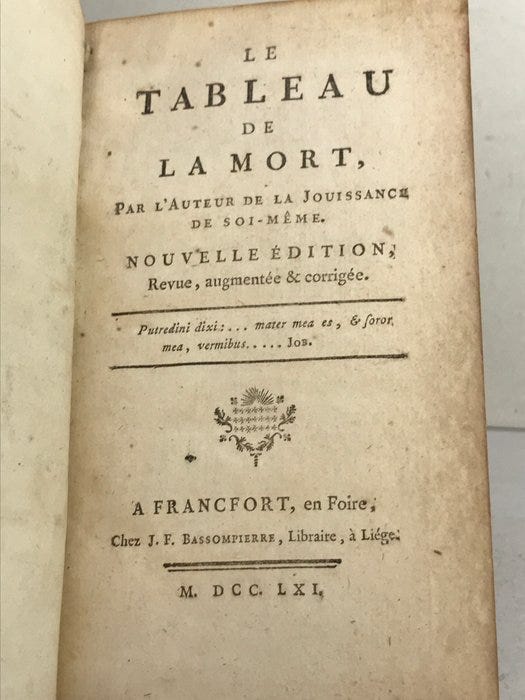 LE
TABLEAU
DE
LA MORT,
PAR L'AUTEUR DE LA JOUISSANCE
DE SOI-MÊME.
NOUVELLE ÉDITION,
Revue, augmentée & corrigée.
Putredini dixi:... mater mea es, & ſoror
mea, vermibus..... JOB.
A FRANCFORT, en Foire,
Chez J. F. BASSOMPIERRE, Libraire, à Liége.
M. DCC. LXI.